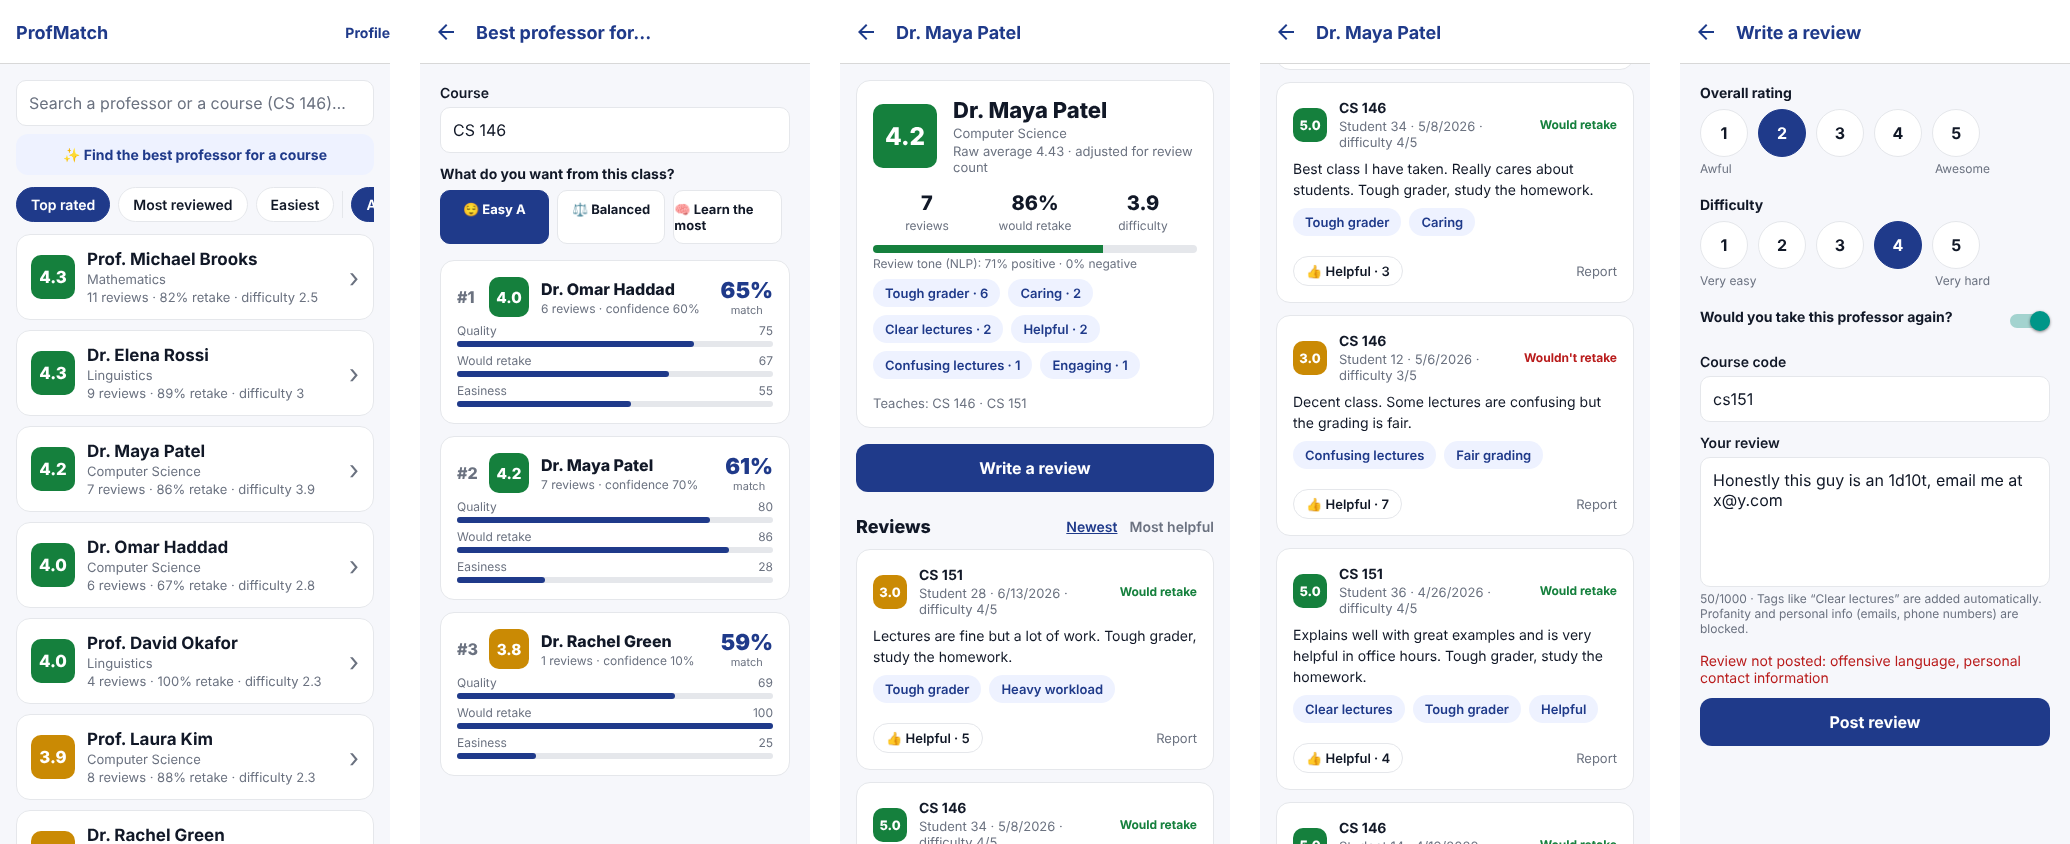 ProfMatch
Profile
Search a professor or a course (CS 146)...
✨ Find the best professor for a course
Top rated
Most reviewed
Easiest
4.3
Prof. Michael Brooks
Mathematics
11 reviews · 82% retake · difficulty 2.5
4.3
Dr. Elena Rossi
Linguistics
9 reviews · 89% retake · difficulty 3
4.2
Dr. Maya Patel
Computer Science
7 reviews · 86% retake · difficulty 3.9
4.0
Dr. Omar Haddad
Computer Science
6 reviews · 67% retake · difficulty 2.8
4.0
Prof. David Okafor
Linguistics
4 reviews · 100% retake · difficulty 2.3
3.9
Prof. Laura Kim
Computer Science
8 reviews · 88% retake · difficulty 2.3
Dr. Rachel Green
Best professor for...
Course
CS 146
What do you want from this class?
😌 Easy A
⚖️ Balanced
🧠 Learn the
most
#1
4.0
Dr. Omar Haddad
6 reviews · confidence 60%
65%
match
Quality 75
Would retake 67
Easiness 55
#2
4.2
Dr. Maya Patel
7 reviews · confidence 70%
61%
match
Quality 80
Would retake 86
Easiness 28
#3
3.8
Dr. Rachel Green
1 reviews · confidence 10%
59%
match
Quality 69
Would retake 100
Easiness 25
Dr. Maya Patel
4.2
Dr. Maya Patel
Computer Science
Raw average 4.43 · adjusted for review
count
7
reviews
86%
would retake
3.9
difficulty
Review tone (NLP): 71% positive · 0% negative
Tough grader · 6
Caring · 2
Clear lectures · 2
Helpful · 2
Confusing lectures · 1
Engaging · 1
Teaches: CS 146 · CS 151
Write a review
Reviews
Newest
Most helpful
3.0
CS 151
Student 28 · 6/13/2026 ·
difficulty 4/5
Would retake
Lectures are fine but a lot of work. Tough grader,
study the homework.
Tough grader
Heavy workload
👍 Helpful · 5
Report
5.0
CS 146
Student 34 · 5/8/2026 ·
difficulty 4/5
Would retake
Dr. Maya Patel
5.0
CS 146
Student 34 · 5/8/2026 ·
difficulty 4/5
Would retake
Best class I have taken. Really cares about
students. Tough grader, study the homework.
Tough grader
Caring
👍 Helpful · 3
Report
3.0
CS 146
Student 12 · 5/6/2026 ·
difficulty 3/5
Wouldn't retake
Decent class. Some lectures are confusing but
the grading is fair.
Confusing lectures
Fair grading
👍 Helpful · 7
Report
5.0
CS 151
Student 36 · 4/26/2026 ·
difficulty 4/5
Would retake
Explains well with great examples and is very
helpful in office hours. Tough grader, study the
homework.
Clear lectures
Tough grader
Helpful
👍 Helpful · 4
Report
CS 146
Write a review
Overall rating
1
2
3
4
5
Awful
Awesome
Difficulty
1
2
3
4
5
Very easy
Very hard
Would you take this professor again?
Course code
cs151
Your review
Honestly this guy is an 1d10t, email me at
x@y.com
50/1000 · Tags like “Clear lectures” are added automatically.
Profanity and personal info (emails, phone numbers) are
blocked.
Review not posted: offensive language, personal
contact information
Post review